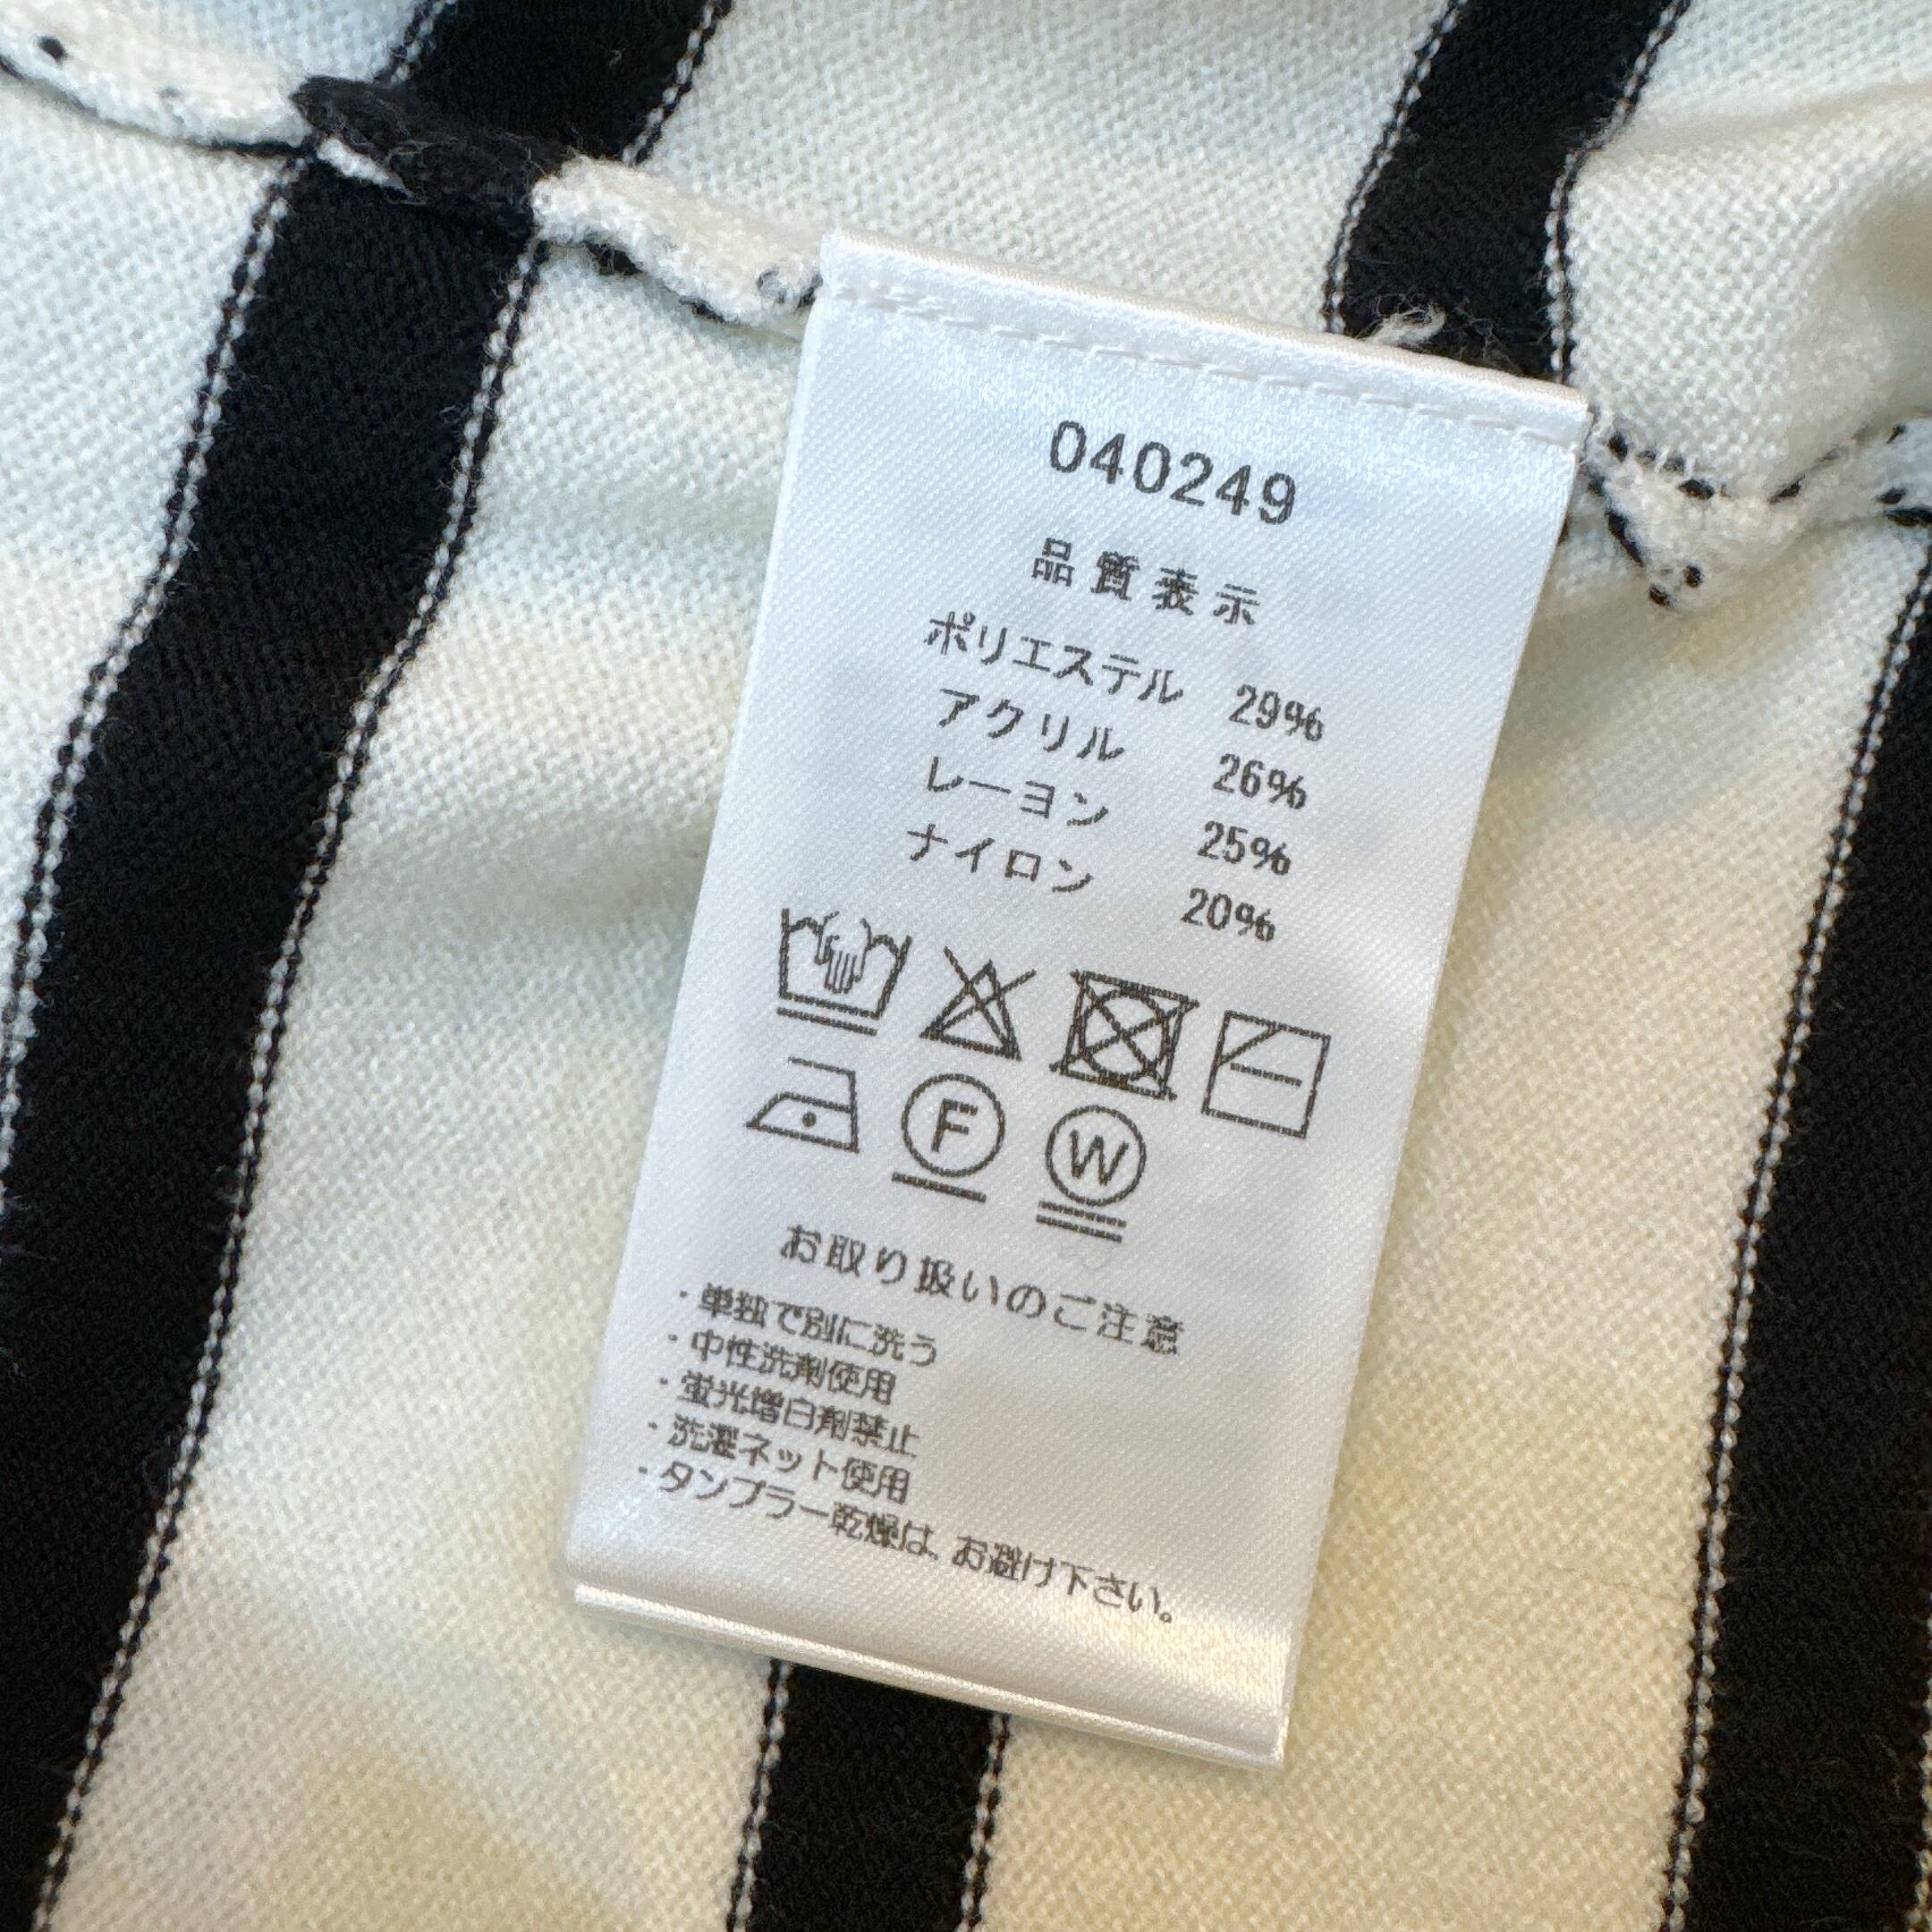 040249
品質表示
ポリエステル 29%
アクリル 26%
レーヨン 25%
ナイロン 20%
F W
お取り扱いのご注意
・単独で別に洗う
・中性洗剤使用
・蛍光増白剤禁止
・洗濯ネット使用
・タンブラー乾燥は、お避け下さい。